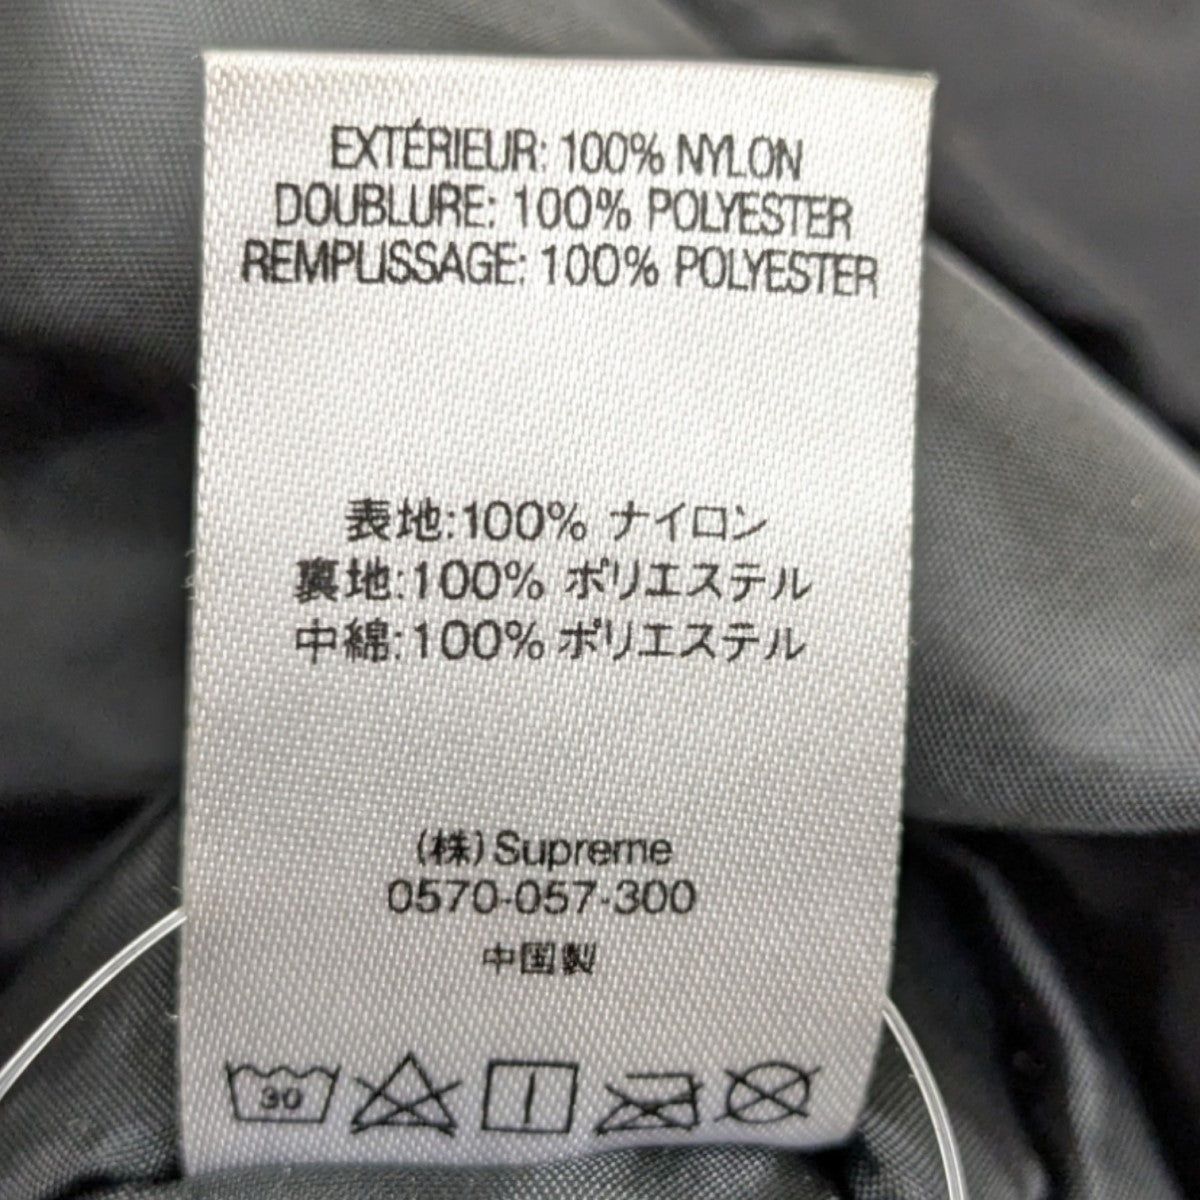 EXTÉRIEUR: 100% NYLON
DOUBLURE: 100% POLYESTER
REMPLISSAGE: 100% POLYESTER
表地:100% ナイロン
裏地:100% ポリエステル
中綿:100% ポリエステル
(株)Supreme
0570-057-300
中国製
30